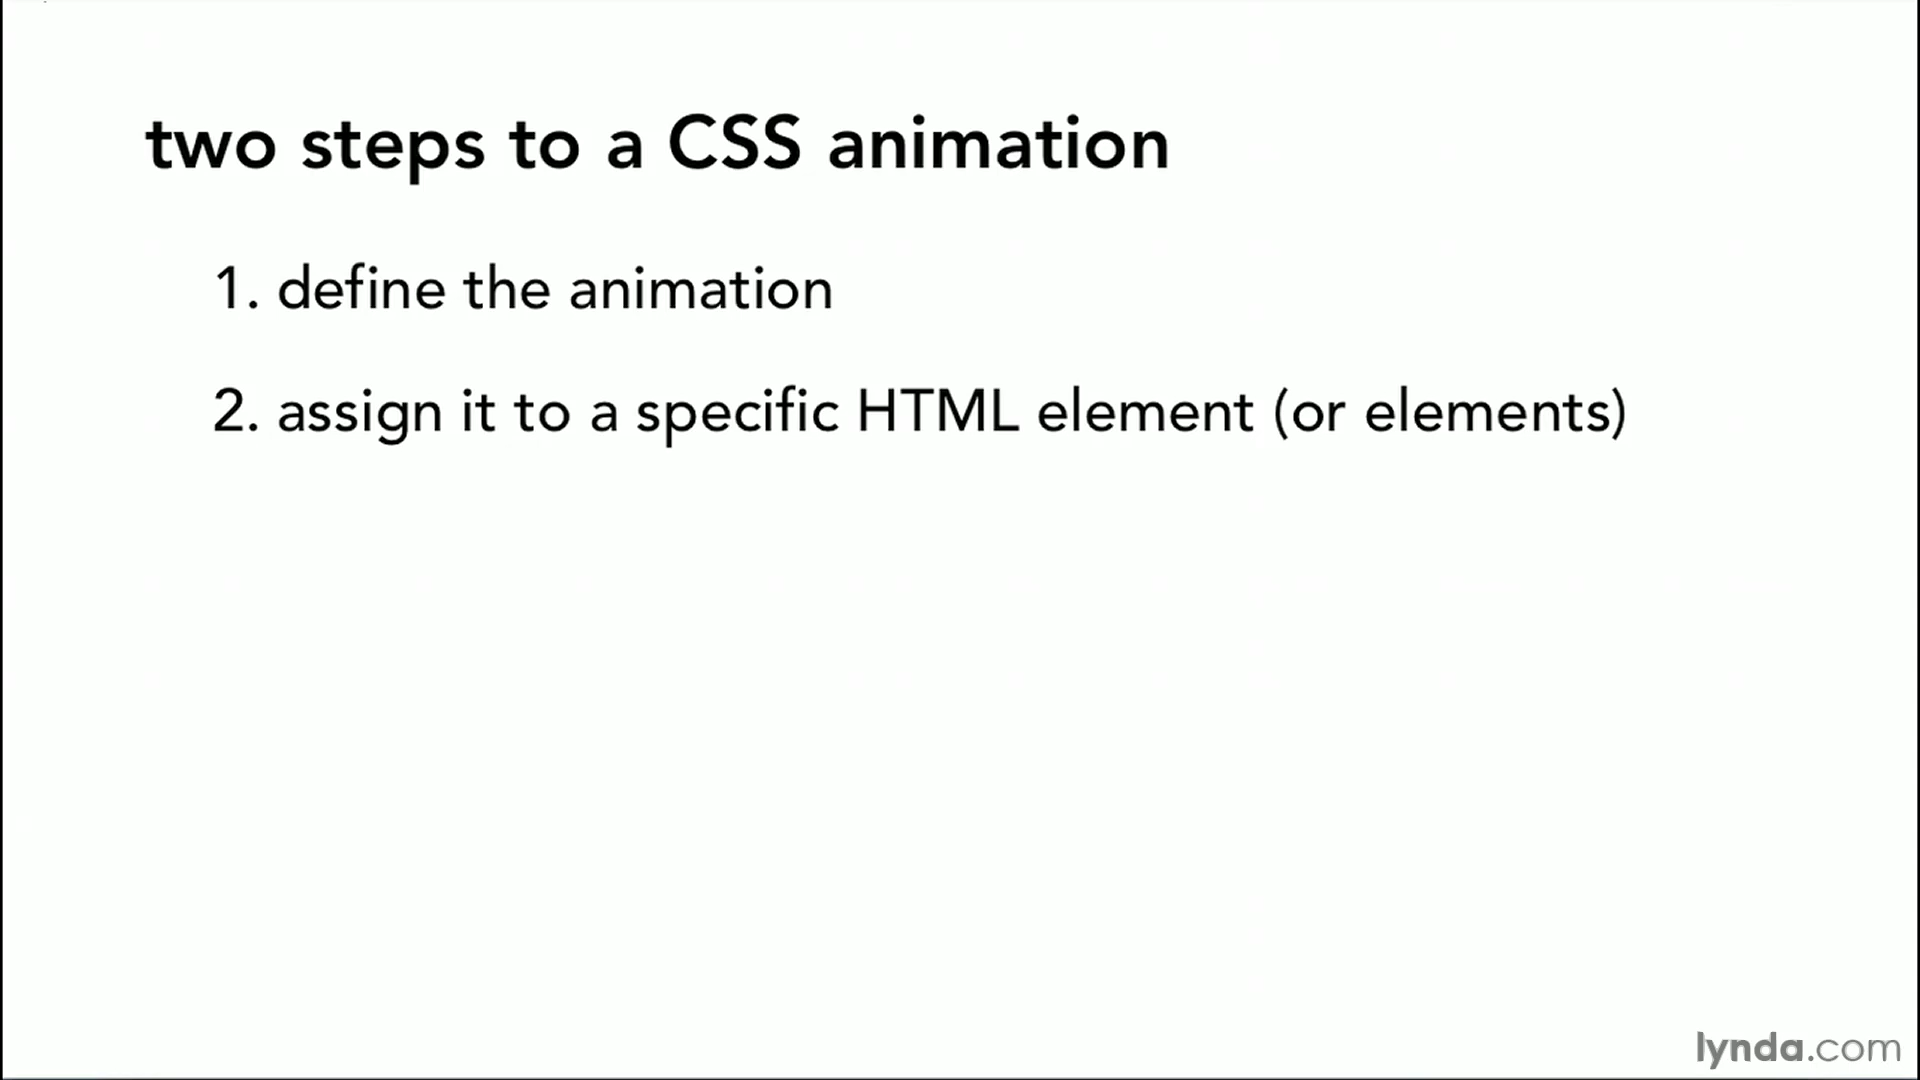 two steps to a CSS animation
1. define the animation
2. assign it to a specific HTML element (or elements)
lynda.com